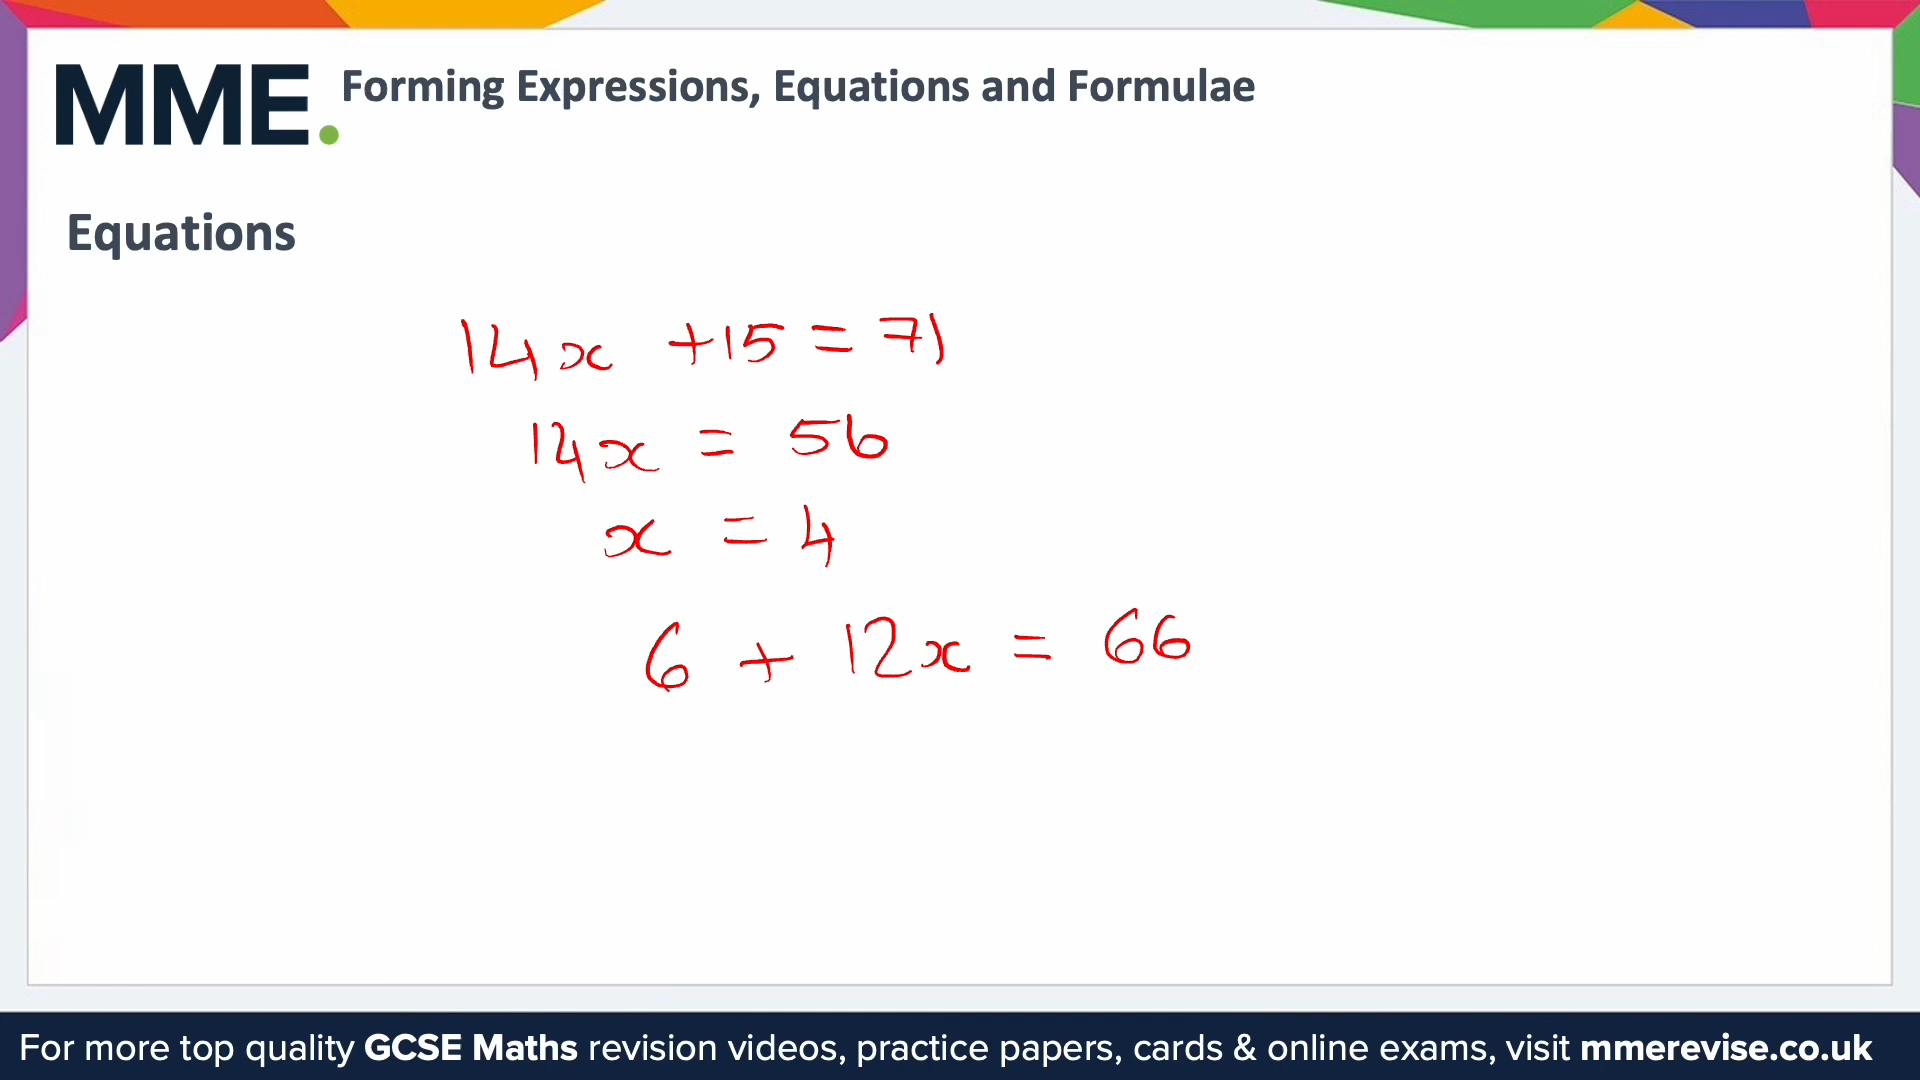 MME. Forming Expressions, Equations and Formulae
Equations
14x +15 = 71
14x = 56
x = 4
6 + 12x = 66
For more top quality GCSE Maths revision videos, practice papers, cards & online exams, visit mmerevise.co.uk